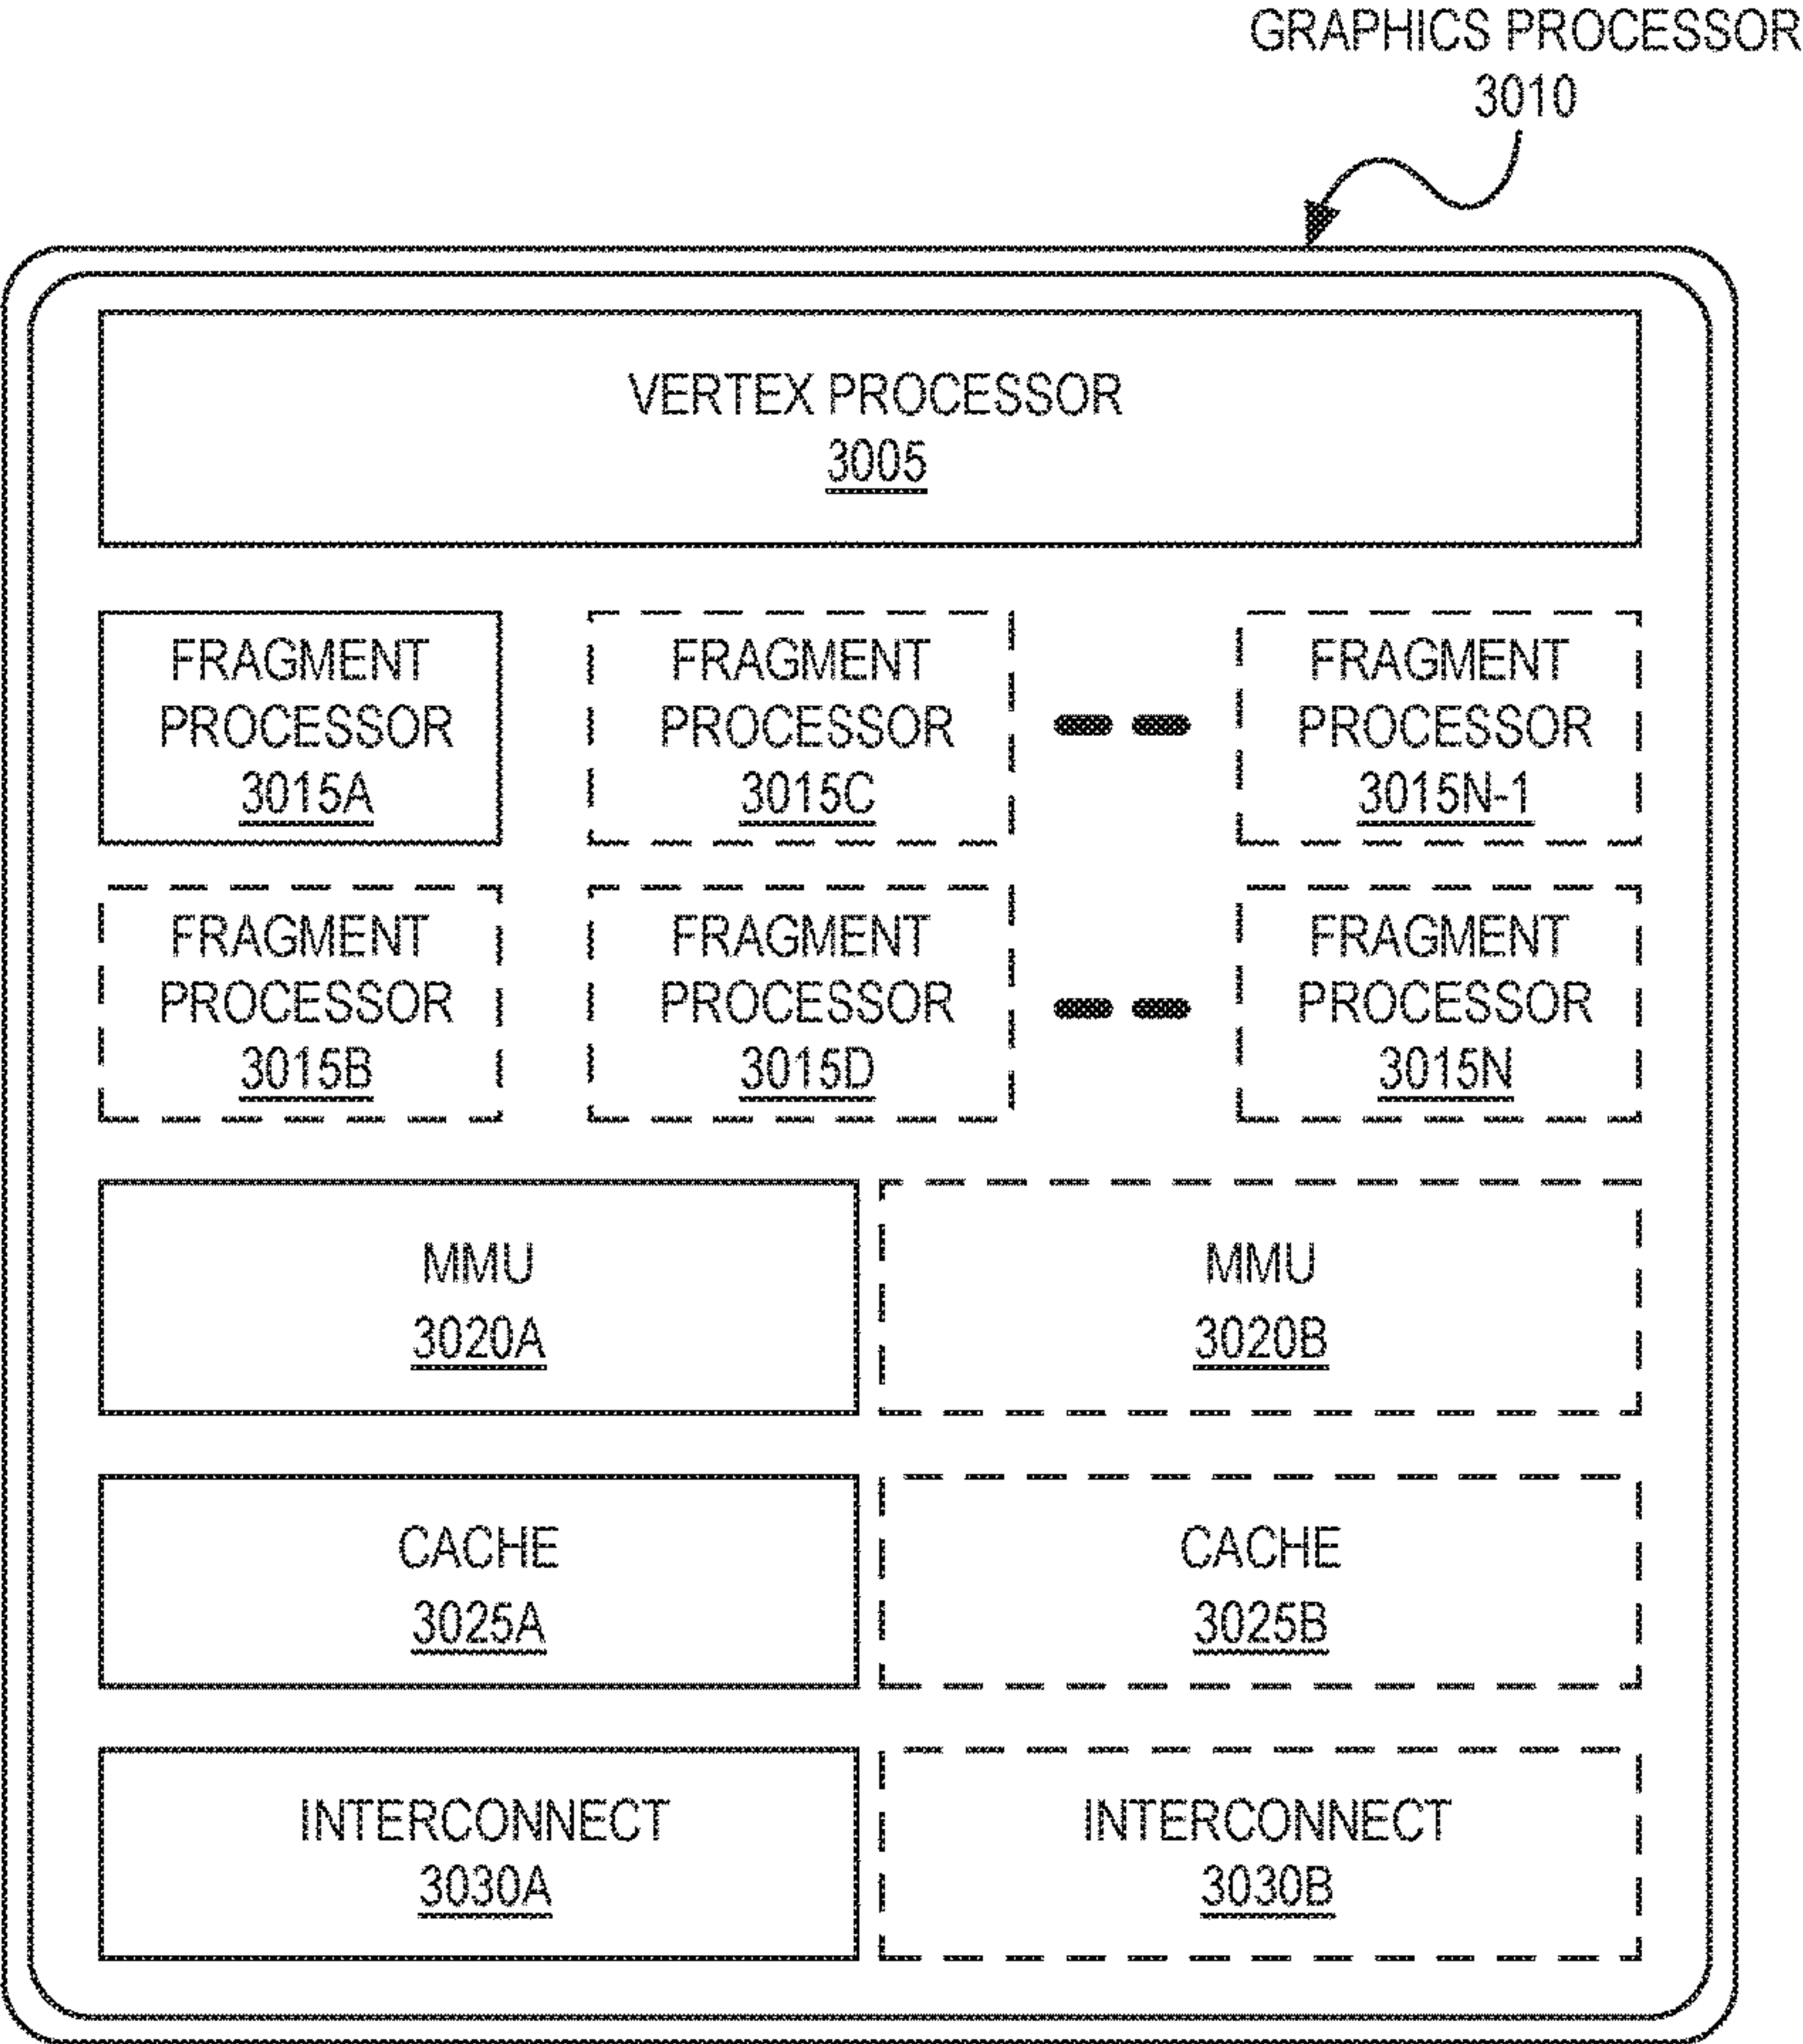 GRAPHICS PROCESSOR
3010
VERTEX PROCESSOR
3005
FRAGMENT
PROCESSOR
3015A
FRAGMENT
PROCESSOR
3015C
FRAGMENT
PROCESSOR
3015N-1
FRAGMENT
PROCESSOR
3015B
FRAGMENT
PROCESSOR
3015D
FRAGMENT
PROCESSOR
3015N
MMU
3020A
MMU
3020B
CACHE
3025A
CACHE
3025B
INTERCONNECT
3030A
INTERCONNECT
3030B